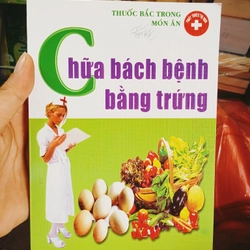 THUỐC BẮC TRONG
MÓN ĂN
Chữa bách bệnh
bằng trứng